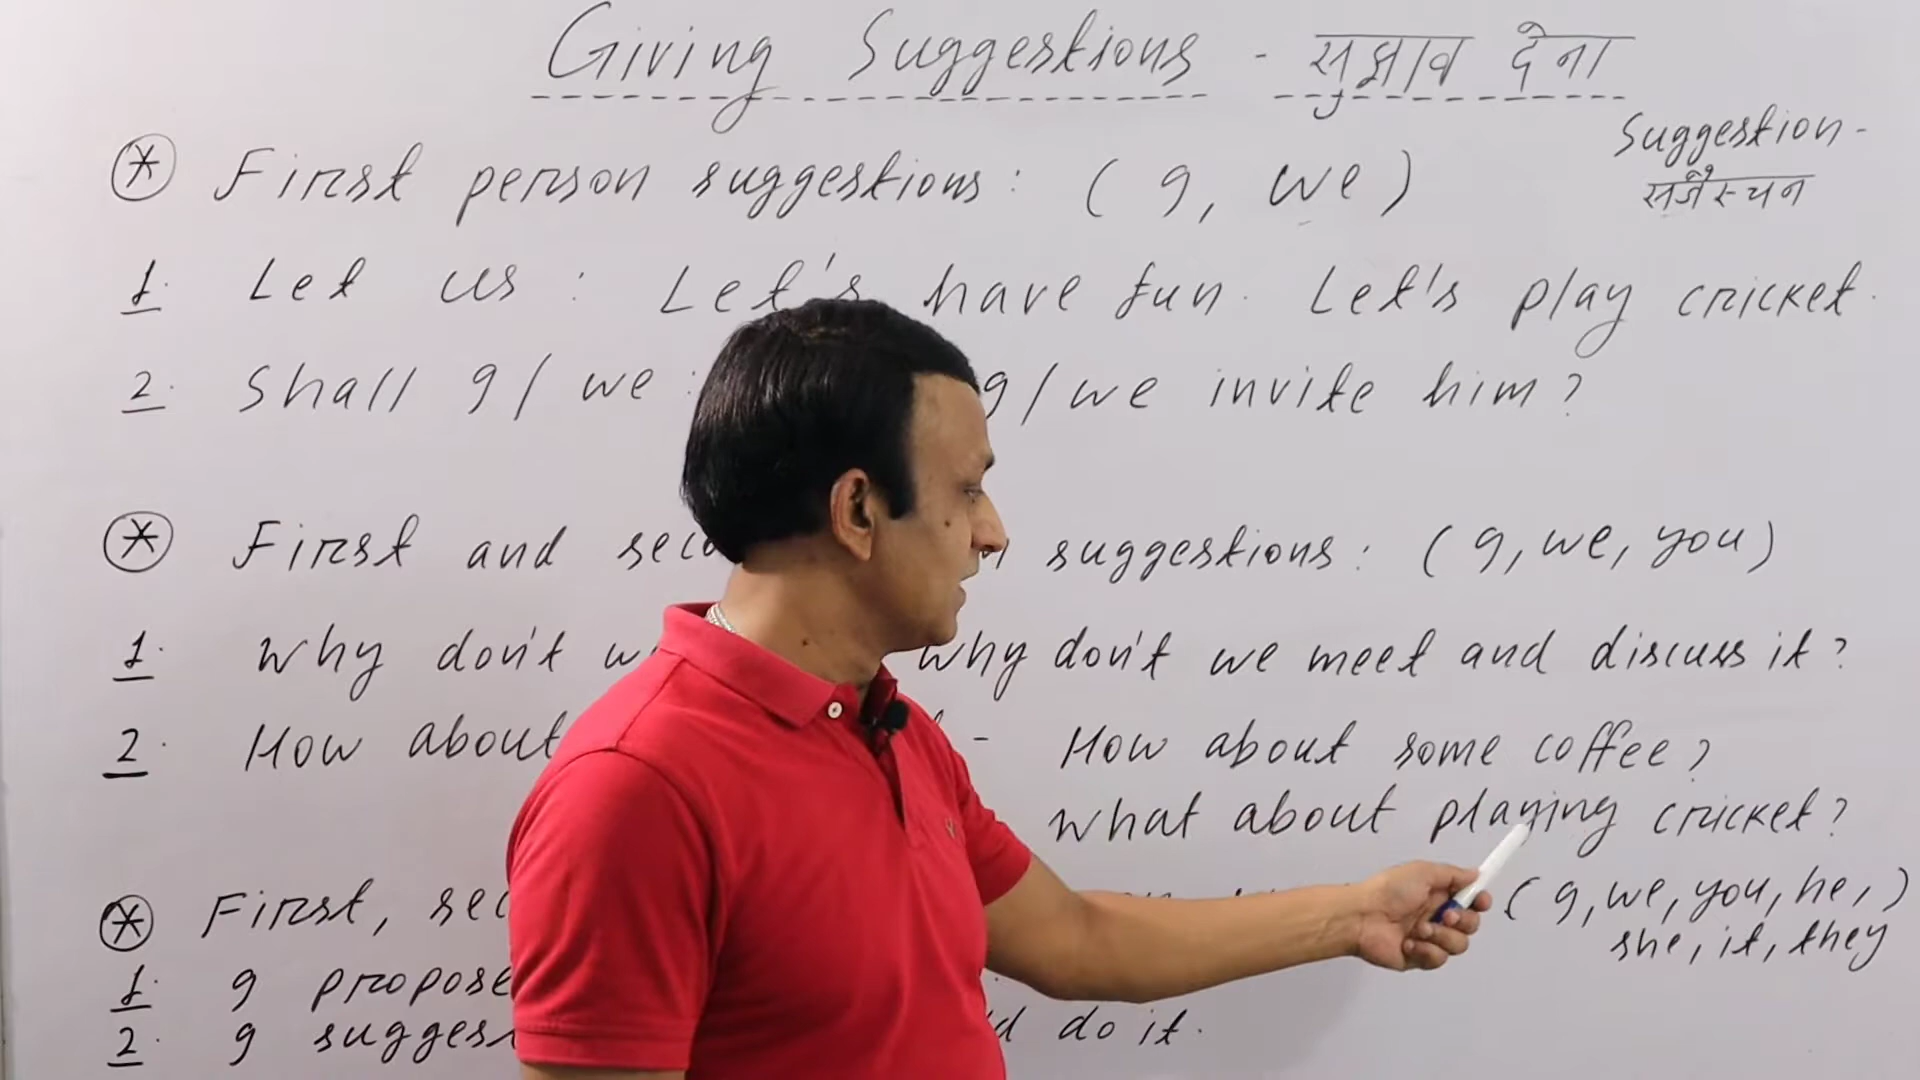 Giving Suggestions - सुझाव देना
Suggestion -
सजैस्चन
* First person suggestions : ( I, we )
1. Let us : Let's have fun. Let's play cricket.
2. Shall I / we : I / we invite him ?
* First and suggestions : ( I, we, you )
1. Why don't why don't we meet and discuss it ?
2. How about - How about some coffee ?
What about playing cricket ?
* First, ( I, we, you, he, )
she, it, they
1. I propose
2. I suggest do it.